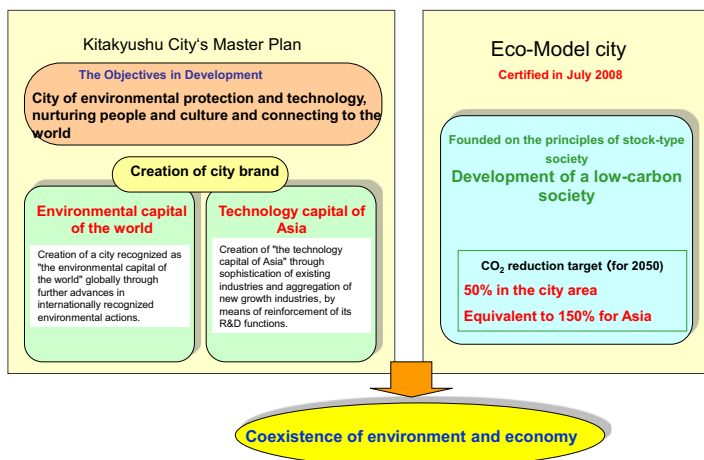 Kitakyushu City's Master Plan
The Objectives in Development
City of environmental protection and technology,
nurturing people and culture and connecting to the
world
Creation of city brand
Environmental capital
of the world
Creation of a city recognized as
"the environmental capital of
the world" globally through
further advances in
internationally recognized
environmental actions.
Technology capital of
Asia
Creation of "the technology
capital of Asia" through
sophistication of existing
industries and aggregation of
new growth industries, by
means of reinforcement of its
R&D functions.
Eco-Model city
Certified in July 2008
Founded on the principles of stock-type
society
Development of a low-carbon
society
CO2 reduction target (for 2050)
50% in the city area
Equivalent to 150% for Asia
Coexistence of environment and economy